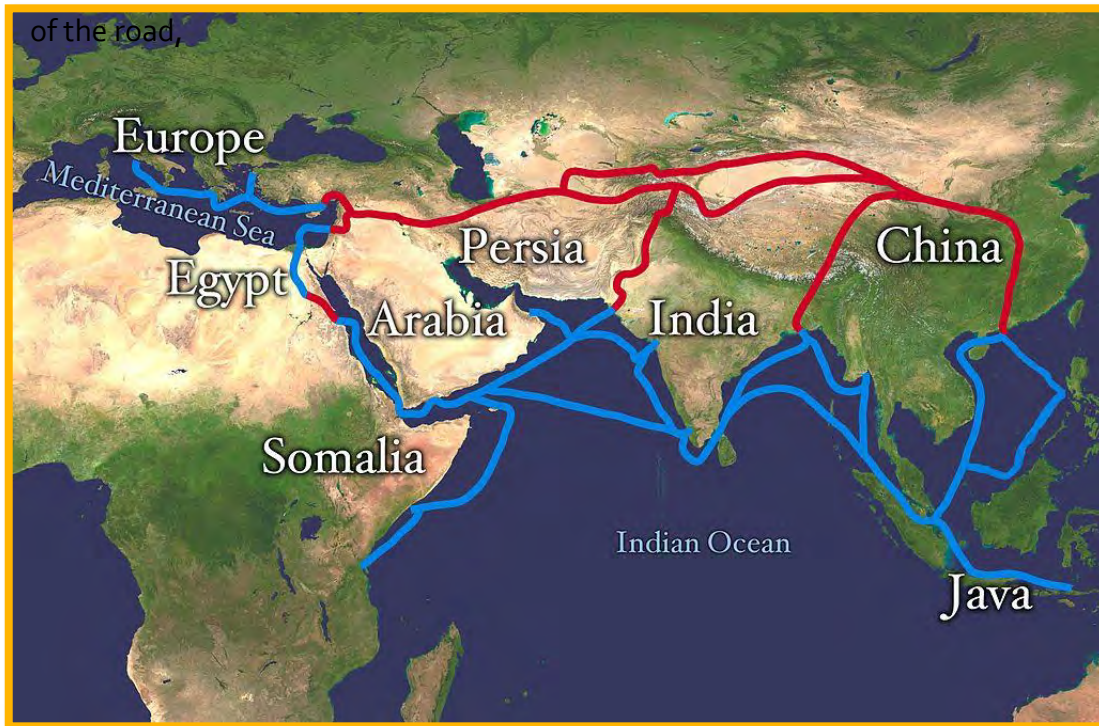 of the road,
Europe
Mediterranean Sea
Egypt
Persia
China
Arabia
India
Somalia
Indian Ocean
Java